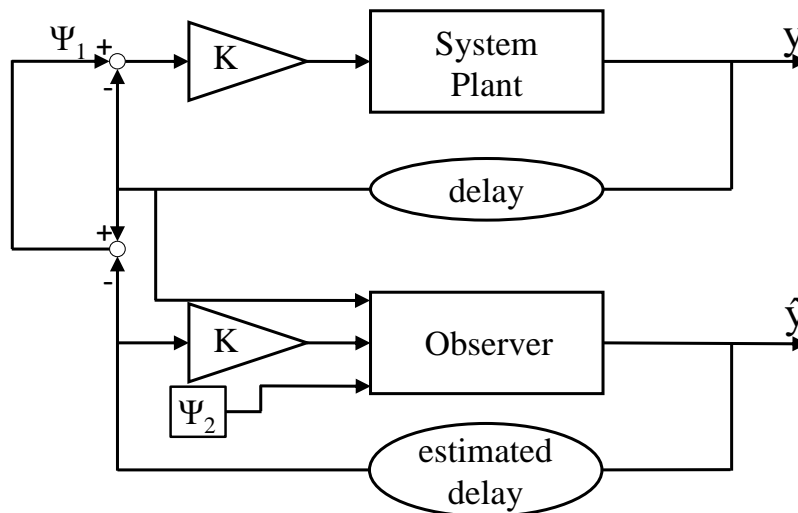 Ψ₁
+
-
K
System
Plant
y
delay
+
-
K
Observer
ŷ
Ψ₂
estimated
delay